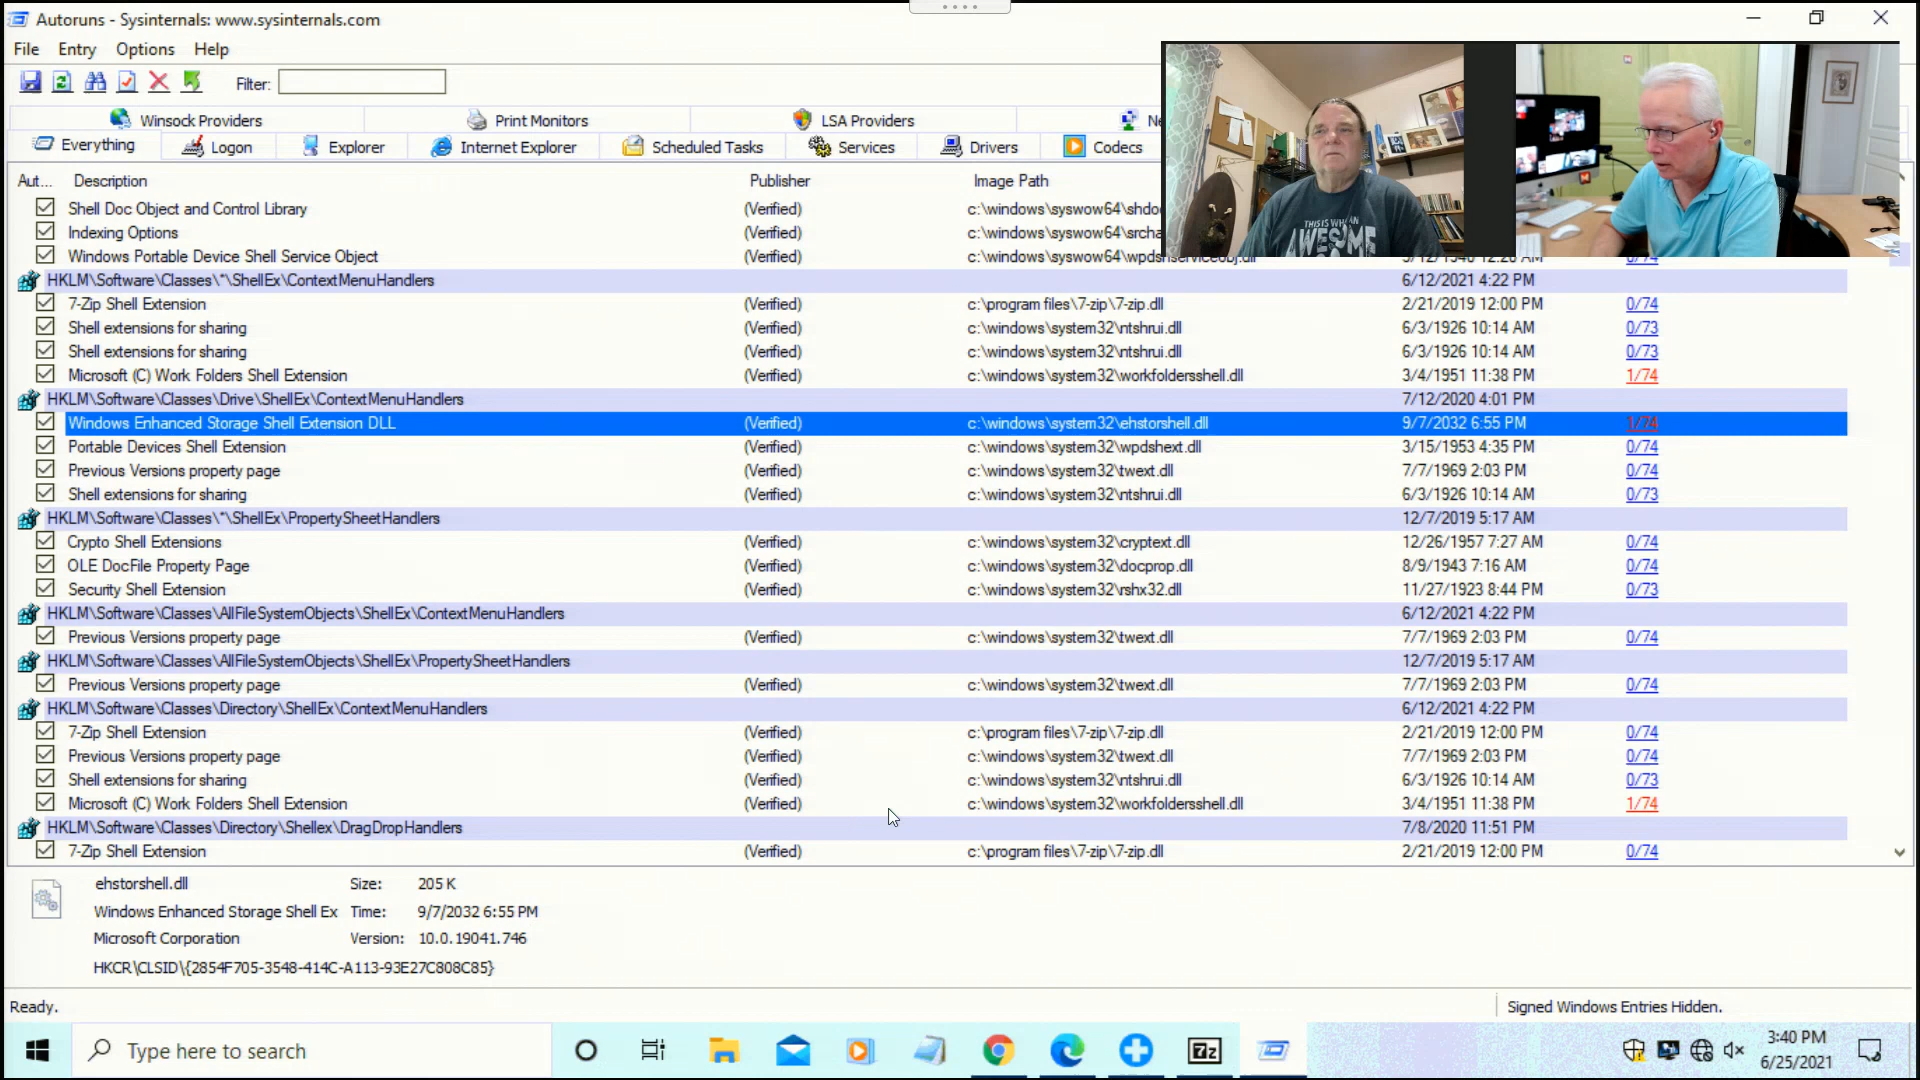 Autoruns - Sysinternals: www.sysinternals.com
File Entry Options Help
Filter:
Winsock Providers Print Monitors LSA Providers Ne
Everything Logon Explorer Internet Explorer Scheduled Tasks Services Drivers Codecs
Aut... Description Publisher Image Path
Shell Doc Object and Control Library (Verified) c:\windows\syswow64\shdo
Indexing Options (Verified) c:\windows\syswow64\srcha
Windows Portable Device Shell Service Object (Verified) c:\windows\syswow64\wpdshserviceobj.dll
THIS IS WHAT AN
AWESOME
HKLM\Software\Classes\*\ShellEx\ContextMenuHandlers 6/12/2021 4:22 PM
7-Zip Shell Extension (Verified) c:\program files\7-zip\7-zip.dll 2/21/2019 12:00 PM 0/74
Shell extensions for sharing (Verified) c:\windows\system32\ntshrui.dll 6/3/1926 10:14 AM 0/73
Shell extensions for sharing (Verified) c:\windows\system32\ntshrui.dll 6/3/1926 10:14 AM 0/73
Microsoft (C) Work Folders Shell Extension (Verified) c:\windows\system32\workfoldersshell.dll 3/4/1951 11:38 PM 1/74
HKLM\Software\Classes\Drive\ShellEx\ContextMenuHandlers 7/12/2020 4:01 PM
Windows Enhanced Storage Shell Extension DLL (Verified) c:\windows\system32\ehstorshell.dll 9/7/2032 6:55 PM 1/74
Portable Devices Shell Extension (Verified) c:\windows\system32\wpdshext.dll 3/15/1953 4:35 PM 0/74
Previous Versions property page (Verified) c:\windows\system32\twext.dll 7/7/1969 2:03 PM 0/74
Shell extensions for sharing (Verified) c:\windows\system32\ntshrui.dll 6/3/1926 10:14 AM 0/73
HKLM\Software\Classes\*\ShellEx\PropertySheetHandlers 12/7/2019 5:17 AM
Crypto Shell Extensions (Verified) c:\windows\system32\cryptext.dll 12/26/1957 7:27 AM 0/74
OLE DocFile Property Page (Verified) c:\windows\system32\docprop.dll 8/9/1943 7:16 AM 0/74
Security Shell Extension (Verified) c:\windows\system32\rshx32.dll 11/27/1923 8:44 PM 0/73
HKLM\Software\Classes\AllFileSystemObjects\ShellEx\ContextMenuHandlers 6/12/2021 4:22 PM
Previous Versions property page (Verified) c:\windows\system32\twext.dll 7/7/1969 2:03 PM 0/74
HKLM\Software\Classes\AllFileSystemObjects\ShellEx\PropertySheetHandlers 12/7/2019 5:17 AM
Previous Versions property page (Verified) c:\windows\system32\twext.dll 7/7/1969 2:03 PM 0/74
HKLM\Software\Classes\Directory\ShellEx\ContextMenuHandlers 6/12/2021 4:22 PM
7-Zip Shell Extension (Verified) c:\program files\7-zip\7-zip.dll 2/21/2019 12:00 PM 0/74
Previous Versions property page (Verified) c:\windows\system32\twext.dll 7/7/1969 2:03 PM 0/74
Shell extensions for sharing (Verified) c:\windows\system32\ntshrui.dll 6/3/1926 10:14 AM 0/73
Microsoft (C) Work Folders Shell Extension (Verified) c:\windows\system32\workfoldersshell.dll 3/4/1951 11:38 PM 1/74
HKLM\Software\Classes\Directory\Shellex\DragDropHandlers 7/8/2020 11:51 PM
7-Zip Shell Extension (Verified) c:\program files\7-zip\7-zip.dll 2/21/2019 12:00 PM 0/74
ehstorshell.dll Size: 205 K
Windows Enhanced Storage Shell Ex Time: 9/7/2032 6:55 PM
Microsoft Corporation Version: 10.0.19041.746
HKCR\CLSID\{2854F705-3548-414C-A113-93E27C808C85}
Ready. Signed Windows Entries Hidden.
Type here to search 7z 3:40 PM
6/25/2021